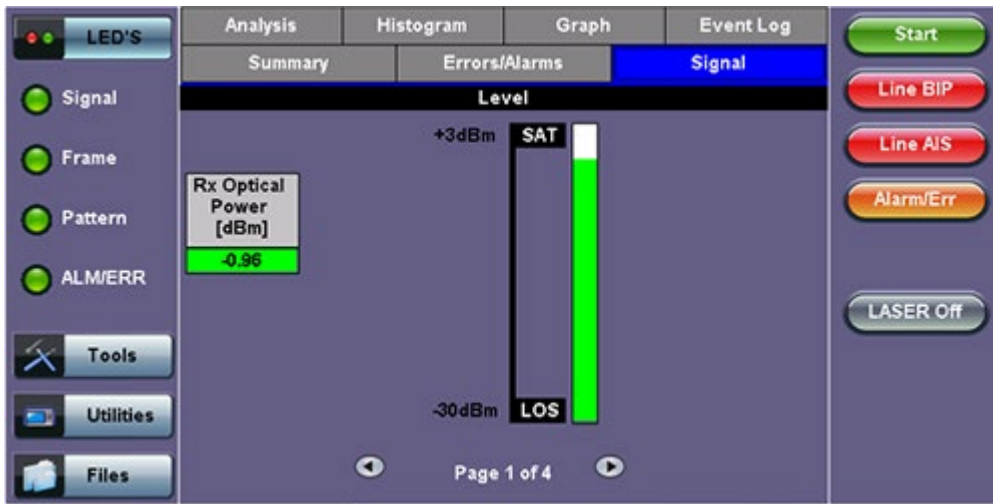 LED'S
Signal
Frame
Pattern
ALM/ERR
Tools
Utilities
Files
Analysis
Histogram
Graph
Event Log
Summary
Errors/Alarms
Signal
Level
+3dBm
SAT
Rx Optical
Power
[dBm]
-0.96
-30dBm
LOS
Page 1 of 4
Start
Line BIP
Line AIS
Alarm/Err
LASER Off